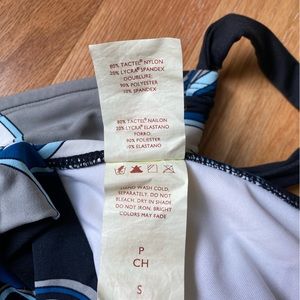 80% TACTEL® NYLON
20% LYCRA® SPANDEX
DOUBLURE:
90% POLYESTER
10% SPANDEX
80% TACTEL® NAILON
20% LYCRA® ELASTANO
FORRO
90% POLIESTER
10% ELASTANO
HAND WASH COLD,
SEPARATELY. DO NOT
BLEACH. DRY IN SHADE
DO NOT IRON. BRIGHT
COLORS MAY FADE
P
CH
S